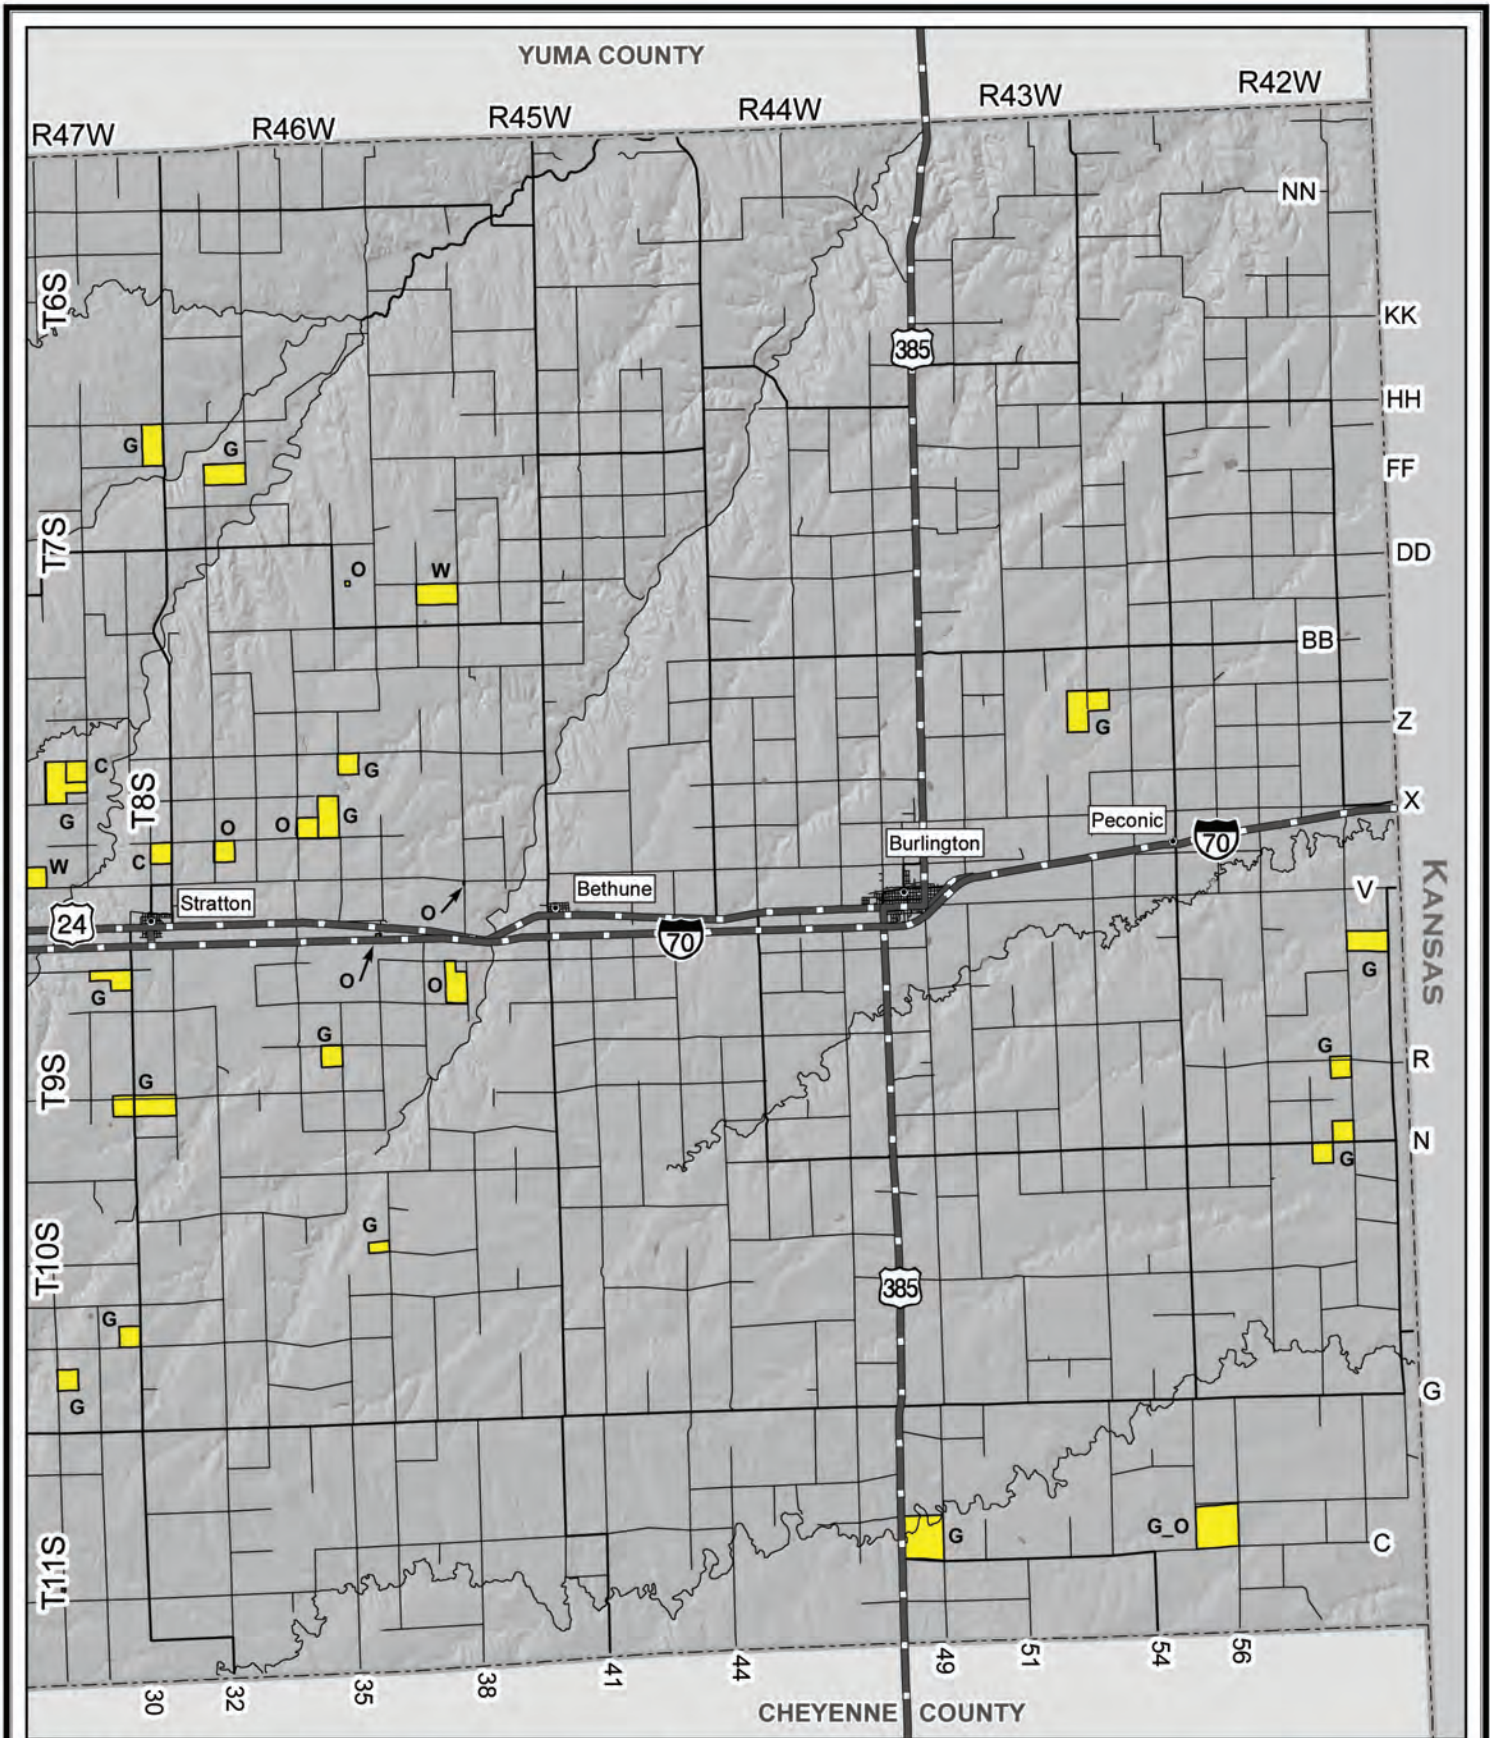 YUMA COUNTY
R47W R46W R45W R44W R43W R42W
NN
T6S
KK
385
HH
G G
FF
T7S
DD
O W
BB
G
Z
C G
T8S
X
G O O G
Peconic
70
Burlington
W C
Bethune
V
Stratton
24
O
70
KANSAS
G
O O
G
G
G
R
T9S
G
N
G
G
T10S
385
G
G
G
T11S
G G_O C
30 32 35 38 41 44 49 51 54 56
CHEYENNE COUNTY